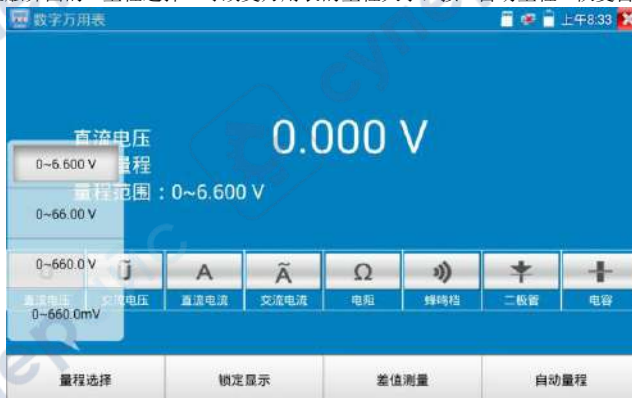 数字万用表
上午8:33
0.000 V
直流电压
量程
量程范围：0~6.600 V
0~6.600 V
0~66.00 V
0~660.0 V
0~660.0mV
Ũ A Ã Ω
直流电压 交流电压 直流电流 交流电流 电阻 蜂鸣档 二极管 电容
量程选择 锁定显示 差值测量 自动量程